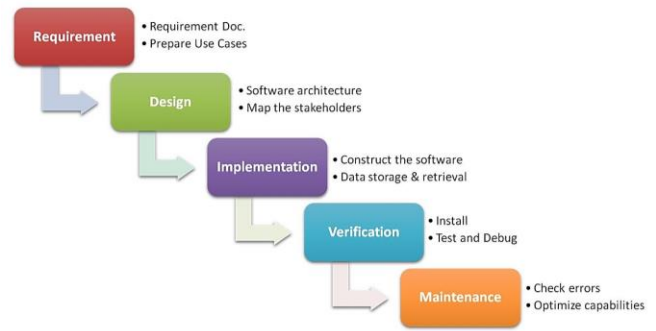 Requirement
• Requirement Doc.
• Prepare Use Cases
Design
• Software architecture
• Map the stakeholders
Implementation
• Construct the software
• Data storage & retrieval
Verification
• Install
• Test and Debug
Maintenance
• Check errors
• Optimize capabilities